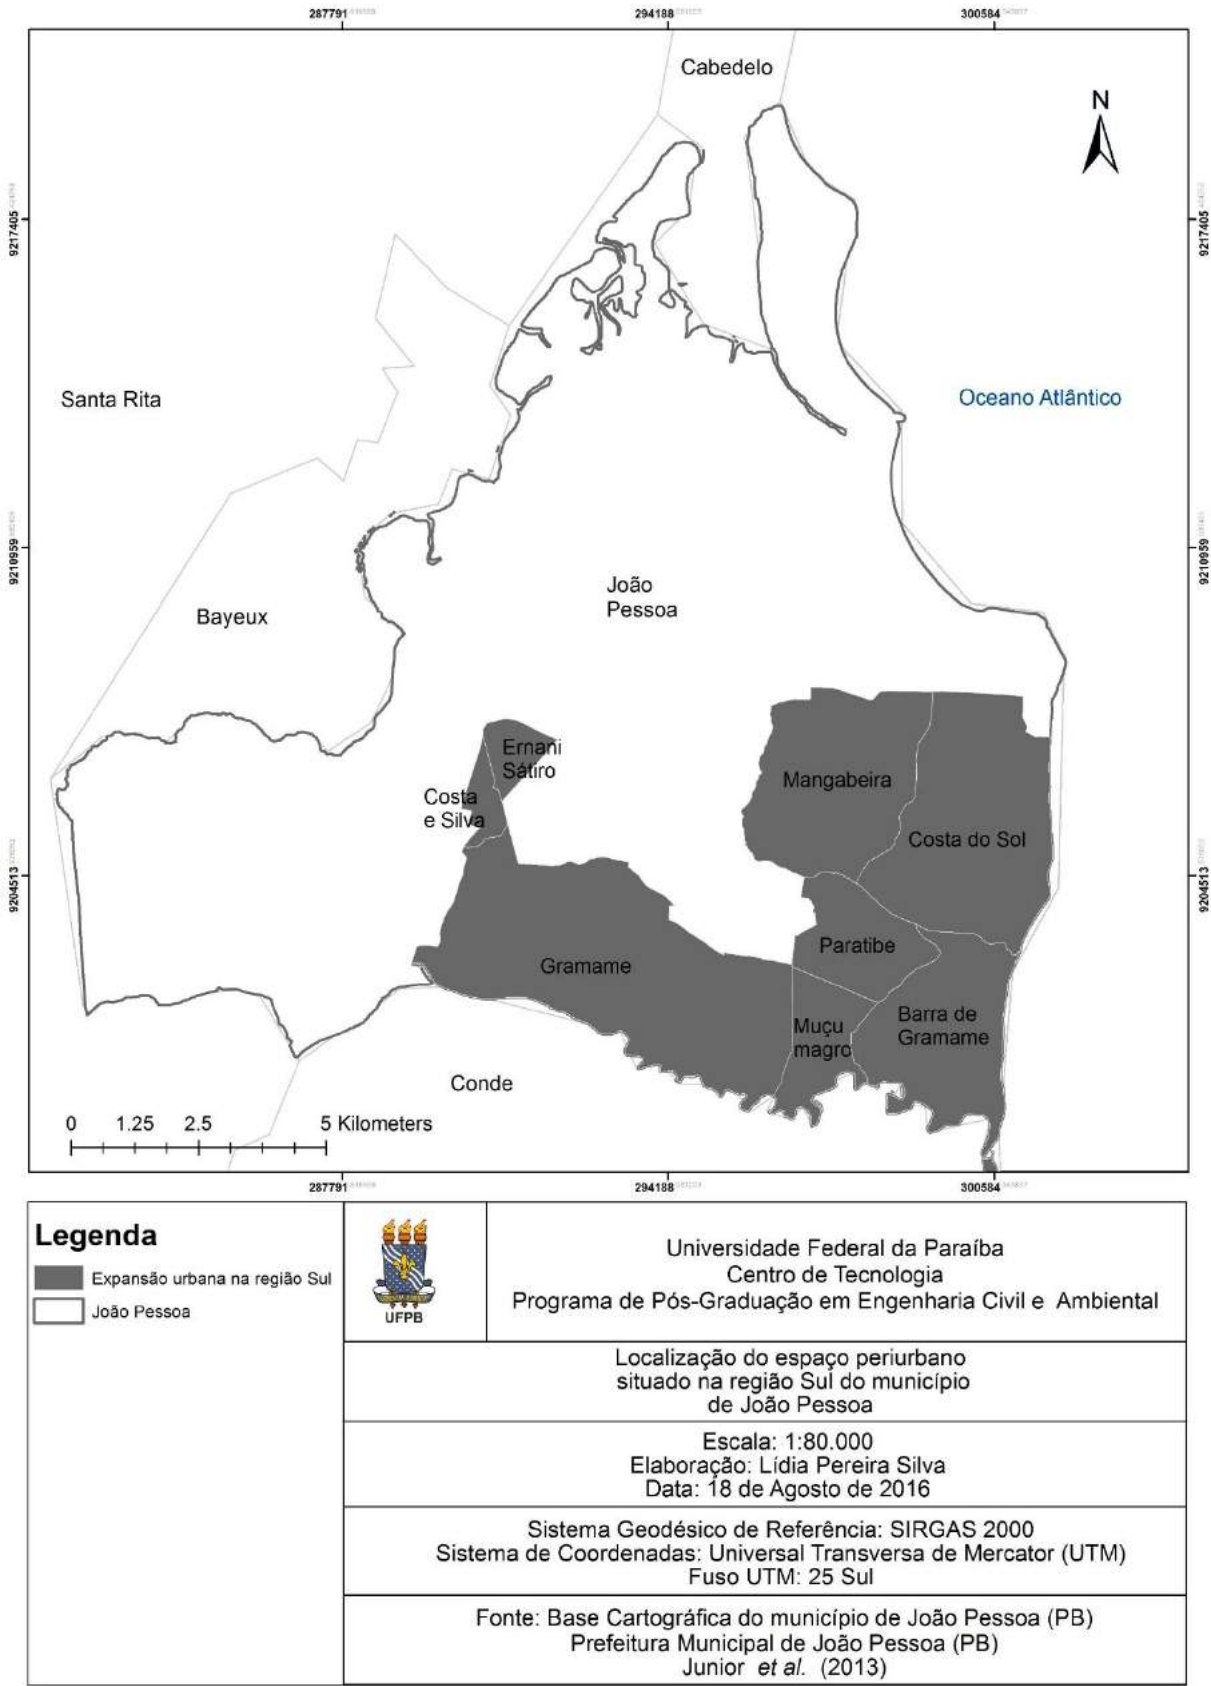 287791
294188
300584
Cabedelo
N
9217405
9217405
Santa Rita
Oceano Atlântico
9210959
9210959
João
Pessoa
Bayeux
Ernani
Sátiro
Mangabeira
Costa
e Silva
Costa do Sol
9204513
9204513
Paratibe
Gramame
Barra de
Gramame
Muçu
magro
Conde
0 1.25 2.5 5 Kilometers
287791
294188
300584
Legenda
Expansão urbana na região Sul
João Pessoa
UFPB
Universidade Federal da Paraíba
Centro de Tecnologia
Programa de Pós-Graduação em Engenharia Civil e Ambiental
Localização do espaço periurbano
situado na região Sul do município
de João Pessoa
Escala: 1:80.000
Elaboração: Lídia Pereira Silva
Data: 18 de Agosto de 2016
Sistema Geodésico de Referência: SIRGAS 2000
Sistema de Coordenadas: Universal Transversa de Mercator (UTM)
Fuso UTM: 25 Sul
Fonte: Base Cartográfica do município de João Pessoa (PB)
Prefeitura Municipal de João Pessoa (PB)
Junior et al. (2013)